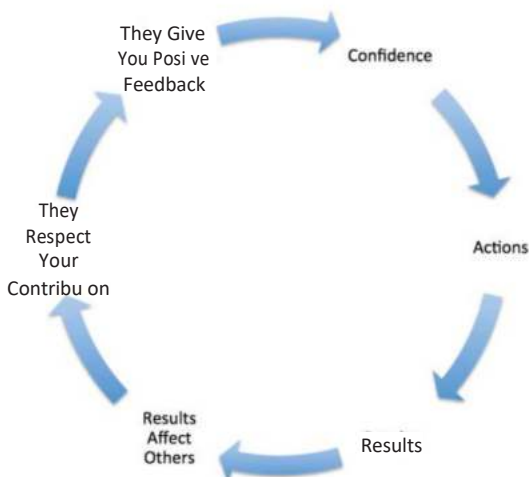 They Give
You Posi ve
Feedback
Confidence
Actions
Results
Results
Affect
Others
They
Respect
Your
Contribu on